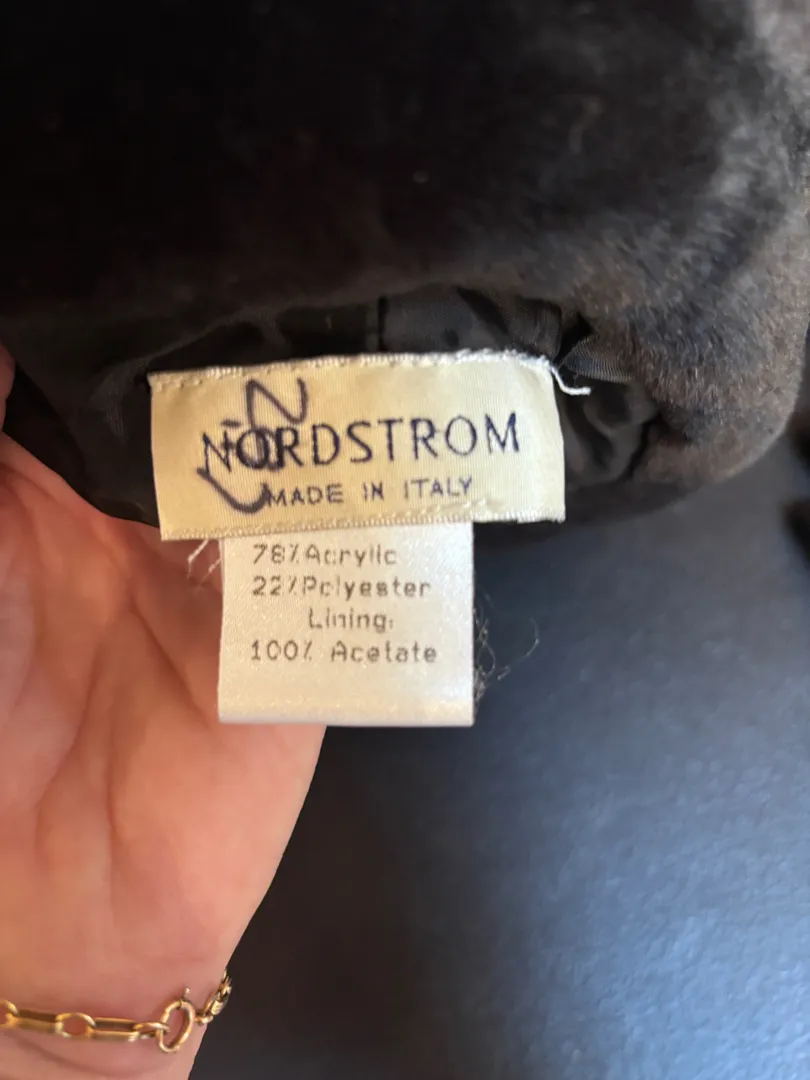 NORDSTROM
MADE IN ITALY
78% Acrylic
22% Polyester
Lining:
100% Acetate